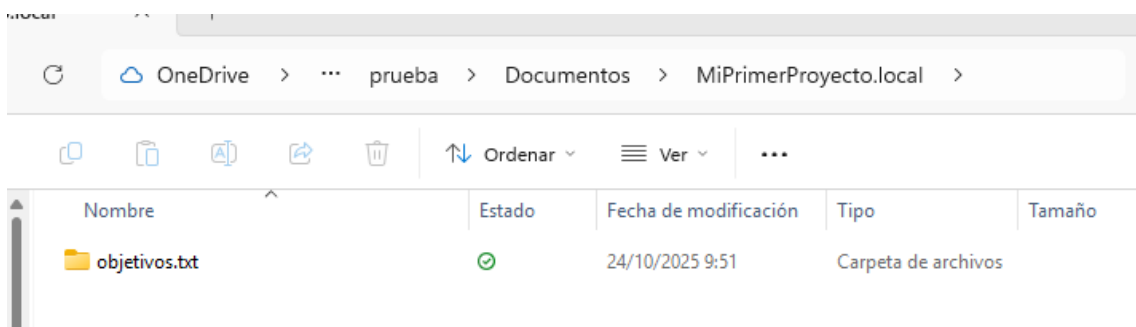 OneDrive > ... prueba > Documentos > MiPrimerProyecto.local >
Ordenar Ver ...
Nombre Estado Fecha de modificación Tipo Tamaño
objetivos.txt 24/10/2025 9:51 Carpeta de archivos